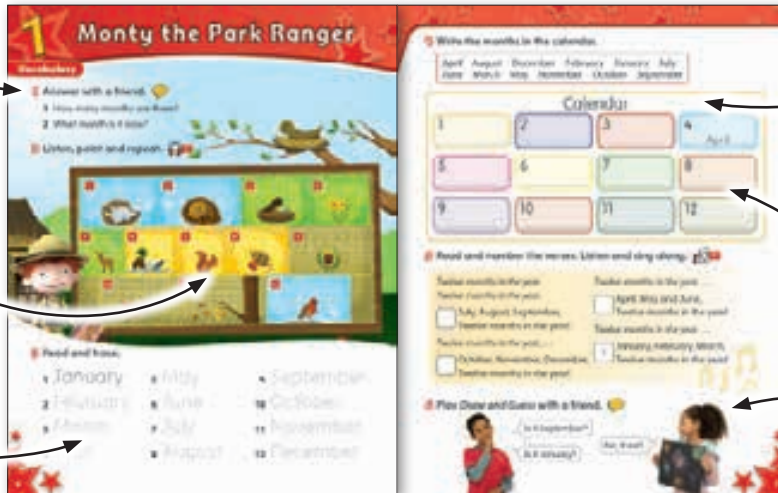 1 Monty the Park Ranger
Vocabulary
Answer with a friend.
1 How many months are there?
2 What month is it now?
Listen, point and repeat.
Read and trace.
1 January
2 February
3 March
5 May
6 June
7 July
8 August
9 September
10 October
11 November
12 December
Write the months in the calendar.
April August December February January July
June March May November October September
Calendar
1
2
3
4
April
5
6
7
8
9
10
11
12
Read and number the verses. Listen and sing along.
Twelve months in the year
Twelve months in the year
July, August, September,
Twelve months in the year!
Twelve months in the year
October, November, December,
Twelve months in the year!
Twelve months in the year
April, May and June,
Twelve months in the year!
Twelve months in the year
1
January, February, March,
Twelve months in the year!
Play Draw and Guess with a friend.
Is it September?
Is it January?